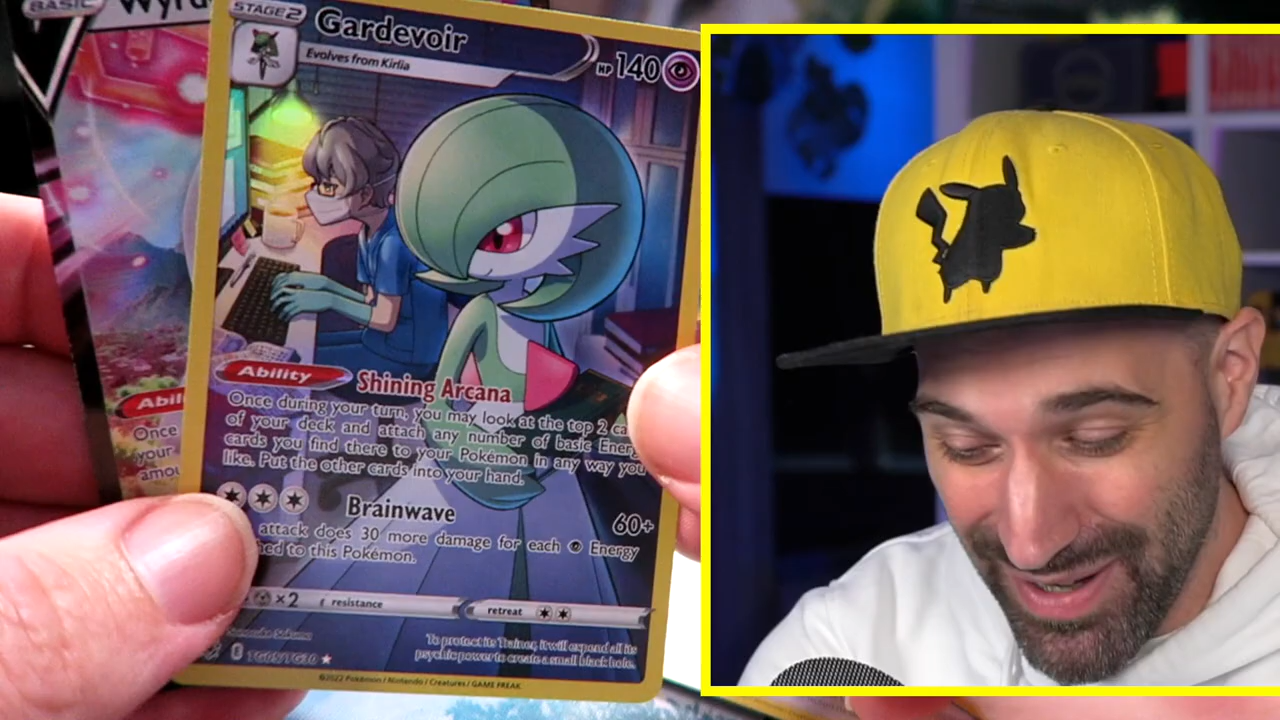 BASIC
STAGE2
Gardevoir
Evolves from Kirlia
HP 140
Ability
Shining Arcana
Once during your turn, you may look at the top 2
of your deck and attach any number of basic
cards you find there to your Pokémon in any way you
like. Put the other cards into your hand.
Brainwave
60+
attack does 30 more damage for each Energy
to this Pokémon.
×2
resistance
retreat
TG05/TG30
To protect its Trainer, it will expend all its
psychic power to create a small black hole.
©2022 Pokémon / Nintendo / Creatures / GAME FREAK
Once
your